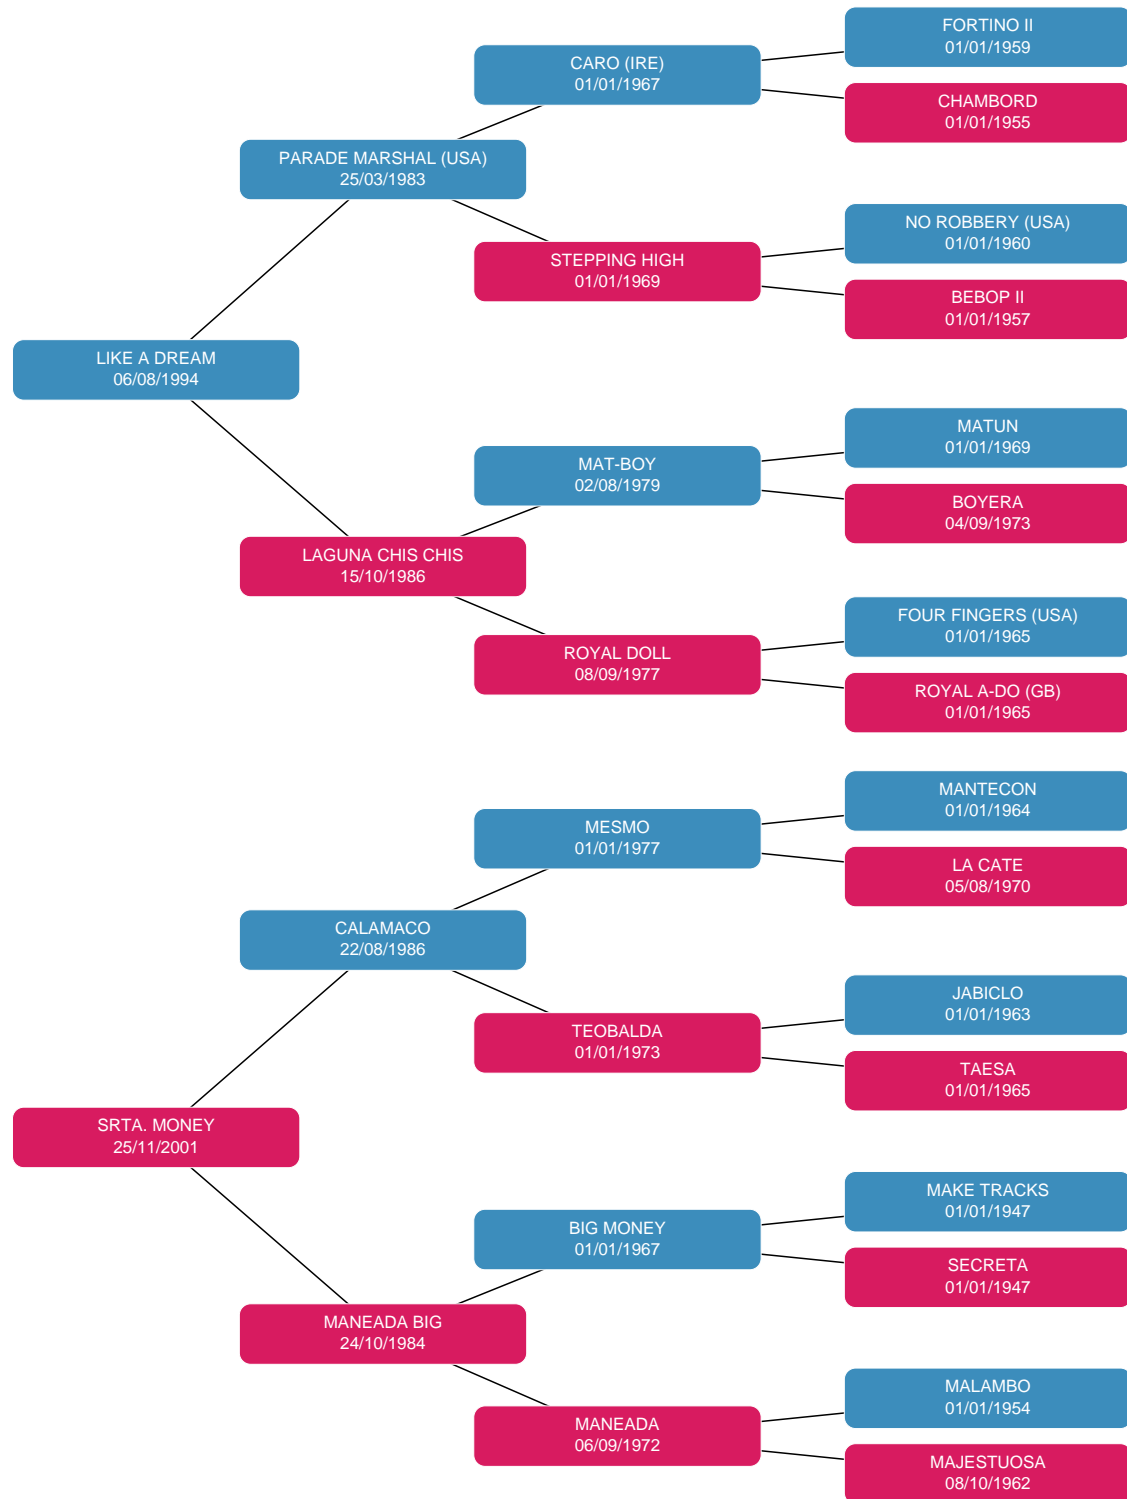 FORTINO II
01/01/1959
CARO (IRE)
01/01/1967
CHAMBORD
01/01/1955
PARADE MARSHAL (USA)
25/03/1983
NO ROBBERY (USA)
01/01/1960
STEPPING HIGH
01/01/1969
BEBOP II
01/01/1957
LIKE A DREAM
06/08/1994
MATUN
01/01/1969
MAT-BOY
02/08/1979
BOYERA
04/09/1973
LAGUNA CHIS CHIS
15/10/1986
FOUR FINGERS (USA)
01/01/1965
ROYAL DOLL
08/09/1977
ROYAL A-DO (GB)
01/01/1965
MANTECON
01/01/1964
MESMO
01/01/1977
LA CATE
05/08/1970
CALAMACO
22/08/1986
JABICLO
01/01/1963
TEOBALDA
01/01/1973
TAESA
01/01/1965
SRTA. MONEY
25/11/2001
MAKE TRACKS
01/01/1947
BIG MONEY
01/01/1967
SECRETA
01/01/1947
MANEADA BIG
24/10/1984
MALAMBO
01/01/1954
MANEADA
06/09/1972
MAJESTUOSA
08/10/1962